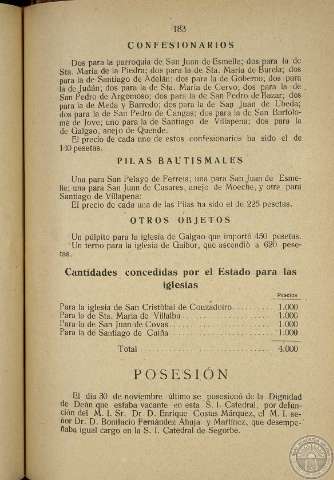 183
CONFESIONARIOS
Dos para la parroquia de San Juan de Esmelle; dos para la de
Sta. María de la Piedra; dos para la de Sta. María de Burela; dos
para la de Santiago de Adelán; dos para la de Goberno; dos para
la de Judán; dos para la de Sta. María de Cervo; dos para la de
San Pedro de Argomoso; dos para la de San Pedro de Bazar; dos
para la de Meda y Barredo; dos para la de San Juan de Ubeda;
dos para la de San Pedro de Cangas; dos para la de San Bartolo-
mé de Jove; uno para la de Santiago de Villapena; dos para la
de Galgao, anejo de Quende.
El precio de cada uno de estos confesionarios ha sido el de
140 pesetas.
PILAS BAUTISMALES
Una para San Pelayo de Ferreia; una para San Juan de Esme-
lle; una para San Juan de Casares, anejo de Moeche, y otra para
Santiago de Villapena:
El precio de cada una de las Pilas ha sido el de 225 pesetas.
OTROS OBJETOS
Un púlpito para la iglesia de Galgao que importó 450 pesetas.
Un terno para la iglesia de Gaibor, que ascendió a 620 pese-
tas.
Cantidades concedidas por el Estado para las
iglesias
Pesetas
Para la iglesia de San Cristóbal de Couzadoiro 1.000
Para la de Sta. María de Villalba 1.000
Para la de San Juan de Covas 1.000
Para la de Santiago de Cuiña 1.000
Total 4.000
POSESIÓN
El día 30 de noviembre último se posesionó de la Dignidad
de Deán que estaba vacante en esta S. I. Catedral, por defun-
ción del M. I. Sr. Dr. D. Enrique Costas Márquez, el M. I. se-
ñor Dr. D. Bonifacio Fernández Ahuja y Martínez, que desempe-
ñaba igual cargo en la S. I. Catedral de Segorbe.